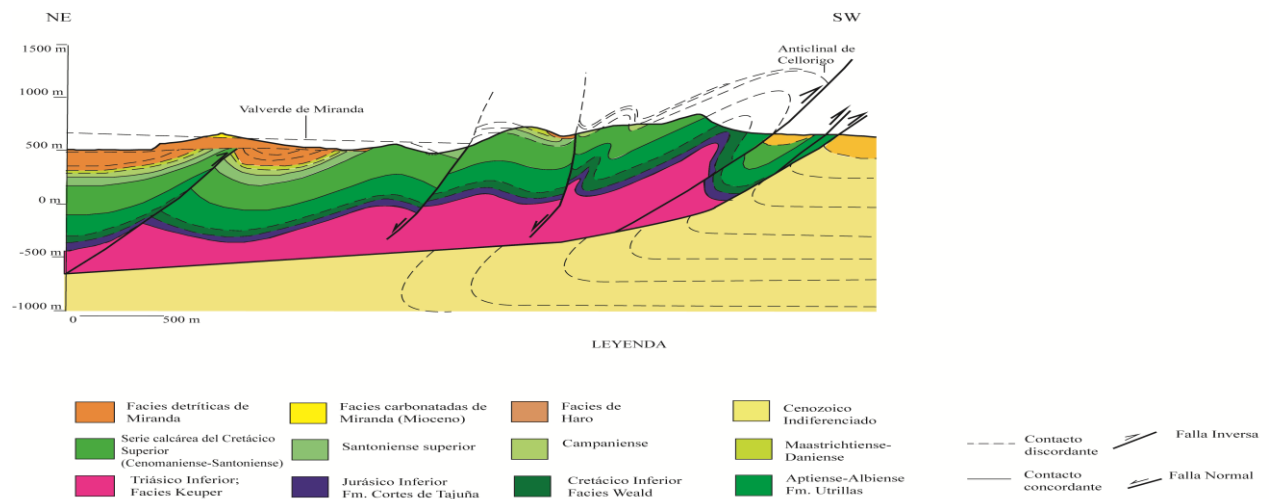 NE
SW
1500 m
1000 m
500 m
0 m
-500 m
-1000 m
0
500 m
Valverde de Miranda
Anticlinal de
Cellorigo
LEYENDA
Facies detríticas de
Miranda
Facies carbonatadas de
Miranda (Mioceno)
Facies de
Haro
Cenozoico
Indiferenciado
Serie calcárea del Cretácico
Superior
(Cenomaniense-Santoniense)
Santoniense superior
Campaniense
Maastrichtiense-
Daniense
Triásico Inferior;
Facies Keuper
Jurásico Inferior
Fm. Cortes de Tajuña
Cretácico Inferior
Facies Weald
Aptiense-Albiense
Fm. Utrillas
Contacto
discordante
Falla Inversa
Contacto
concordante
Falla Normal